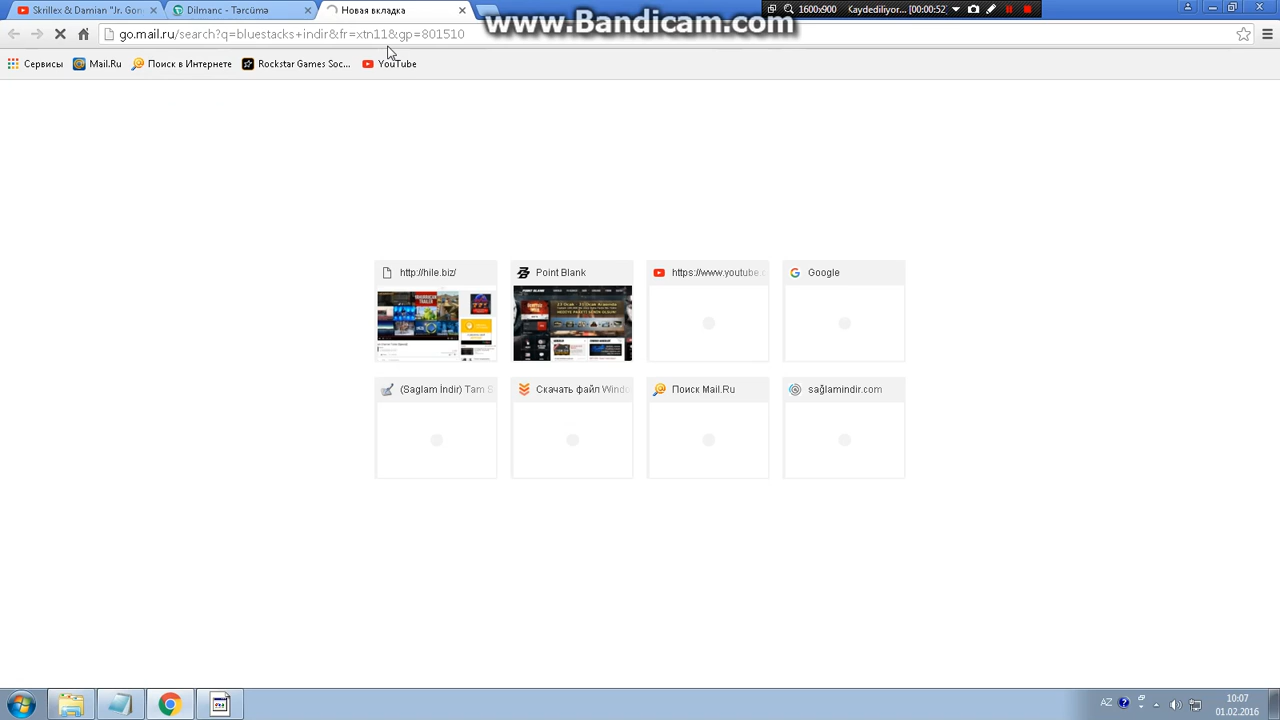 Skrillex & Damian "Jr. Gon
Dilmanc - Tərcümə
Новая вкладка
www.Bandicam.com
1600x900
Kaydediliyor... [00:00:52]
go.mail.ru/search?q=bluestacks+indir&fr=xtn11&gp=801510
Сервисы
Mail.Ru
Поиск в Интернете
Rockstar Games Soc...
YouTube
http://hile.biz/
Point Blank
https://www.youtube.c
Google
(Saglam İndir) Tam S
Скачать файл Windo
Поиск Mail.Ru
sağlamindir.com
AZ
10:07
01.02.2016